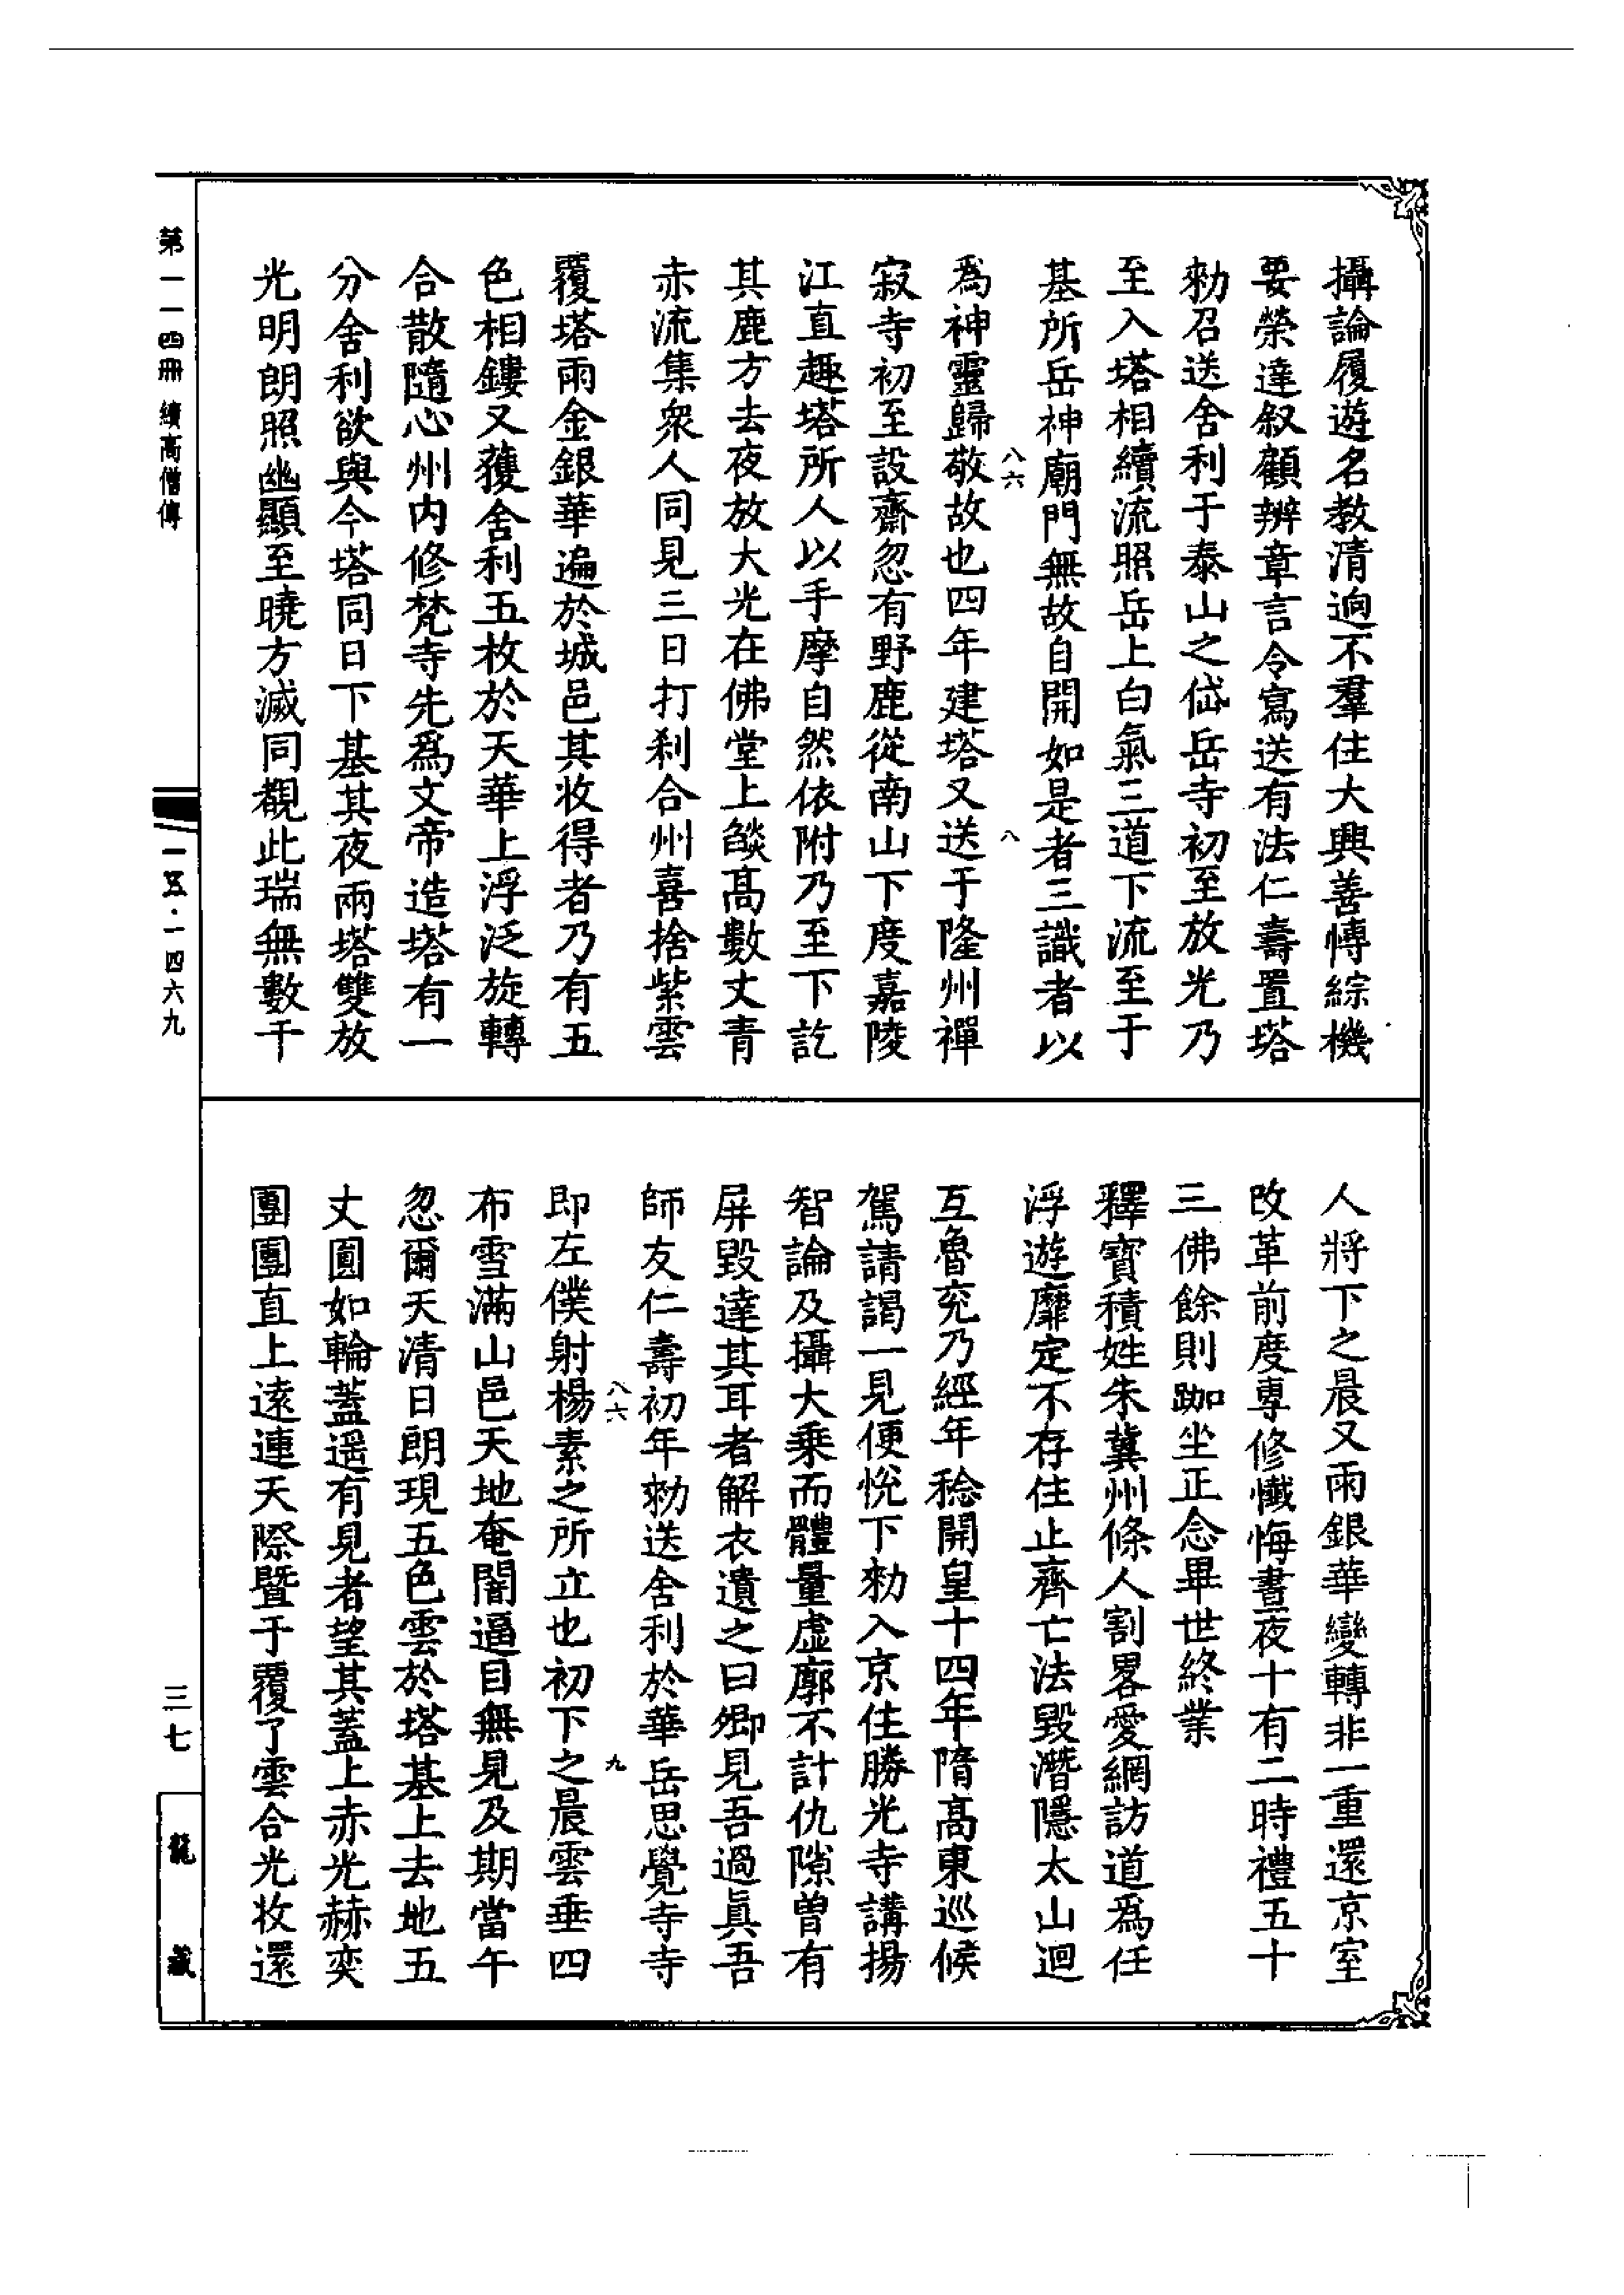 攝論履遊名教清逈不羣住大興善博綜機
要榮達叙顧辨章言令寫送有法仁壽置塔
勑召送舍利于泰山之岱岳寺初至放光乃
至入塔相續流照岳上白氣三道下流至于
基所岳神廟門無故自開如是者三識者以
八六
八
爲神靈歸敬故也四年建塔又送于隆州禪
寂寺初至設齋忽有野鹿從南山下度嘉陵
江直趣塔所人以手摩自然依附乃至下訖
其鹿方去夜放大光在佛堂上𦦨高數丈青
赤流集衆人同見三日打刹合州喜捨紫雲
覆塔雨金銀華遍於城邑其收得者乃有五
色相鏤又獲舍利五枚於天華上浮泛旋轉
合散隨心州内修梵寺先爲文帝造塔有一
分舍利欲與今塔同日下基其夜兩塔雙放
光明朗照幽顯至曉方滅同覩此瑞無數千
人將下之晨又雨銀華變轉非一重還京室
改革前度專修懺悔晝夜十有二時禮五十
三佛餘則跏坐正念畢世終業
釋寳積姓朱冀州條人割畧愛網訪道爲任
浮遊靡定不存住止齊亡法毀潛隱太山迴
互魯兖乃經年稔開皇十四年隋高東巡候
駕請謁一見便悅下勑入京住勝光寺講揚
智論及攝大乘而體量虛廓不計仇隙曽有
屏毀達其耳者解衣遺之曰卿見吾過眞吾
師友仁壽初年勑送舍利於華岳思覺寺寺
八六
九
即左僕射楊素之所立也初下之晨雲垂四
布雪滿山邑天地奄闇逼目無見及期當午
忽爾天清日朗現五色雲於塔基上去地五
丈圓如輪蓋遥有見者望其蓋上赤光赫奕
團團直上遠連天際暨于覆了雲合光收還
第一一四冊 續高僧傳
一五·一四六九
三七
龍藏